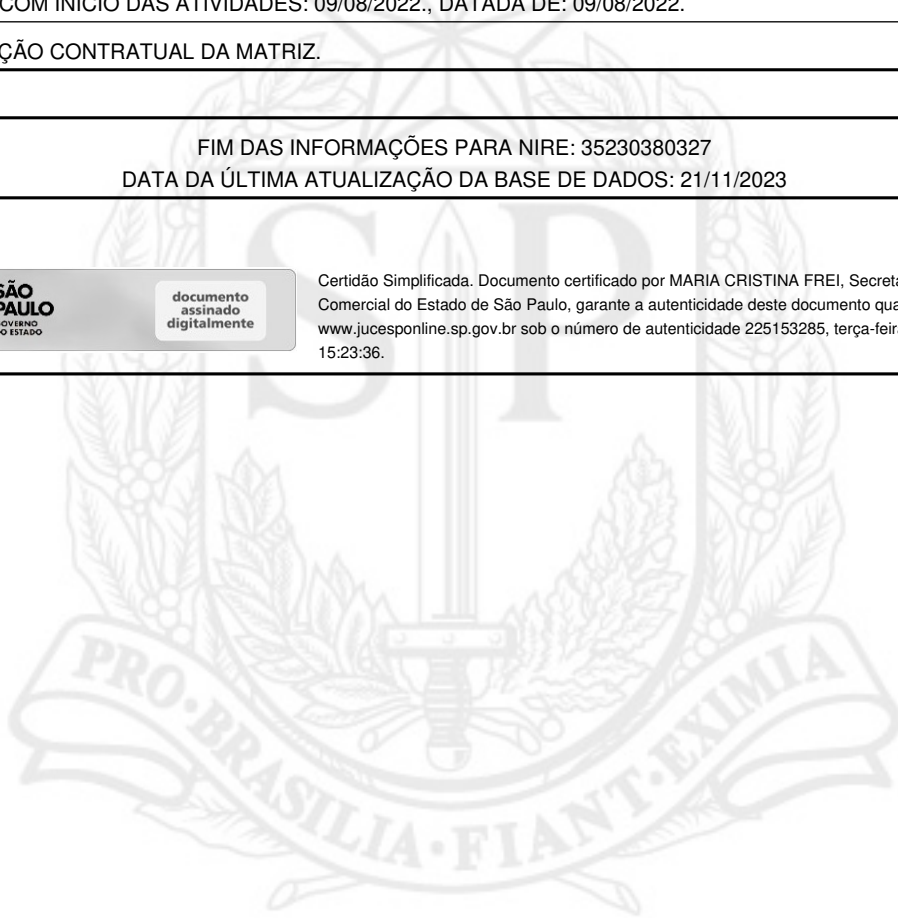 COM INÍCIO DAS ATIVIDADES: 09/08/2022., DATADA DE: 09/08/2022.
ÇÃO CONTRATUAL DA MATRIZ.
FIM DAS INFORMAÇÕES PARA NIRE: 35230380327
DATA DA ÚLTIMA ATUALIZAÇÃO DA BASE DE DADOS: 21/11/2023
SÃO
PAULO
GOVERNO
DO ESTADO
documento
assinado
digitalmente
Certidão Simplificada. Documento certificado por MARIA CRISTINA FREI, Secreta
Comercial do Estado de São Paulo, garante a autenticidade deste documento qua
www.jucesponline.sp.gov.br sob o número de autenticidade 225153285, terça-feira
15:23:36.
SP
PRO·BRASILIA·FIANT·EXIMIA